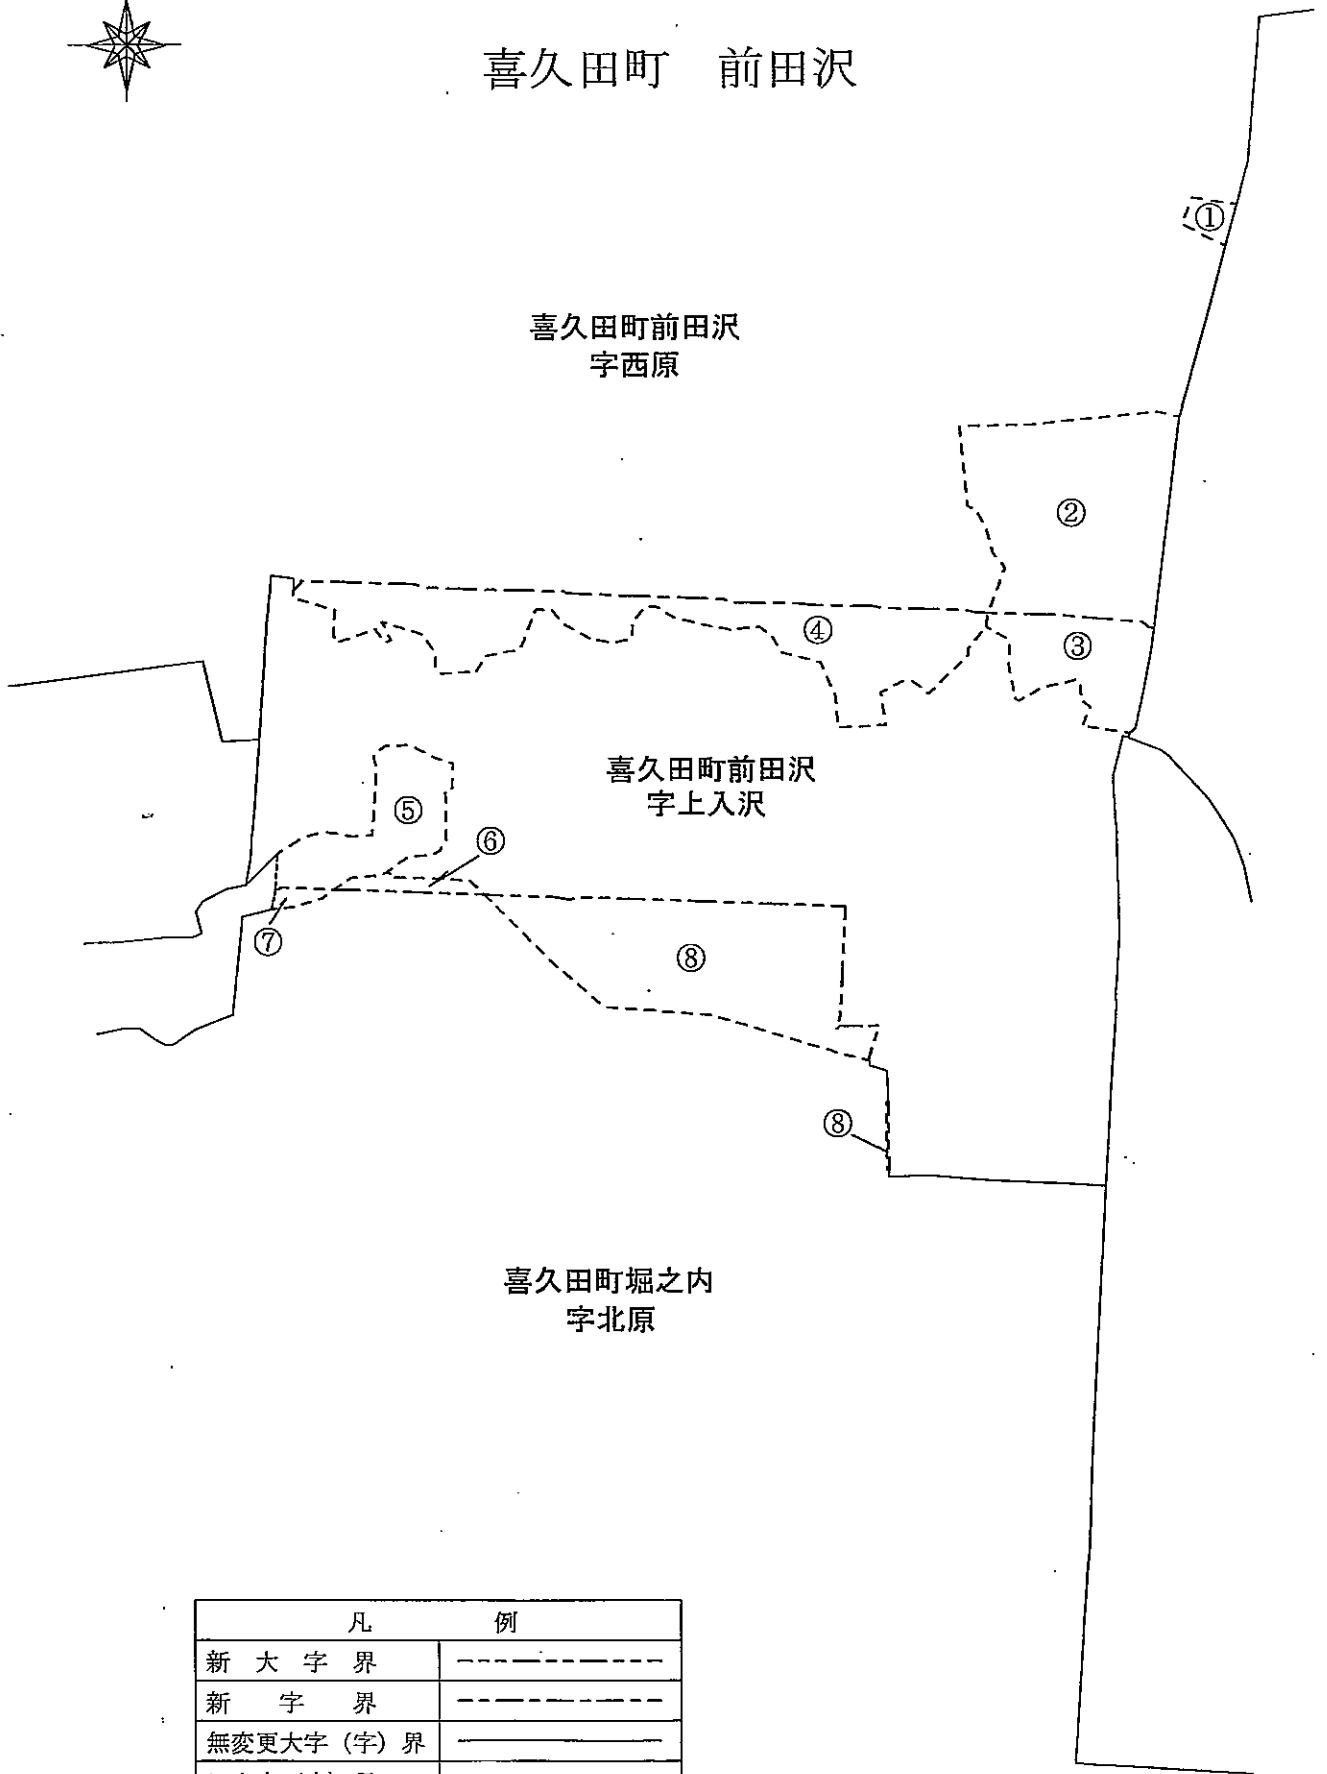 喜久田町　前田沢
①
喜久田町前田沢
字西原
②
④
③
喜久田町前田沢
字上入沢
⑤
⑥
⑦
⑧
⑧
喜久田町堀之内
字北原
凡　例
新大字界
新字界
無変更大字（字）界